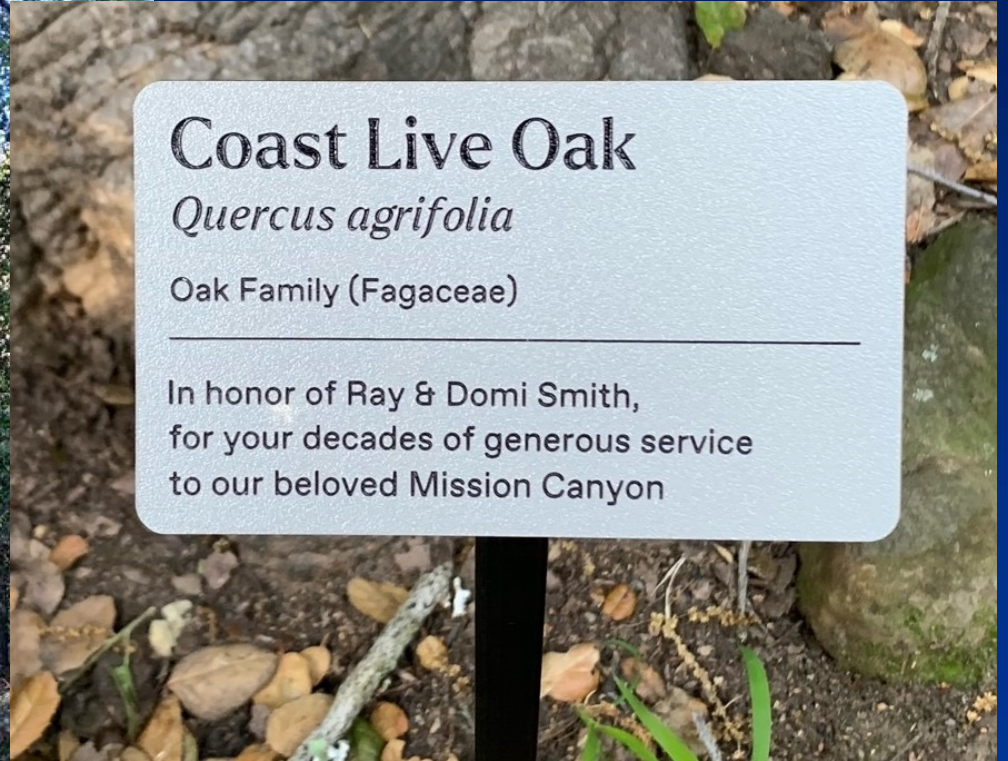 Coast Live Oak
Quercus agrifolia
Oak Family (Fagaceae)
In honor of Ray & Domi Smith,
for your decades of generous service
to our beloved Mission Canyon